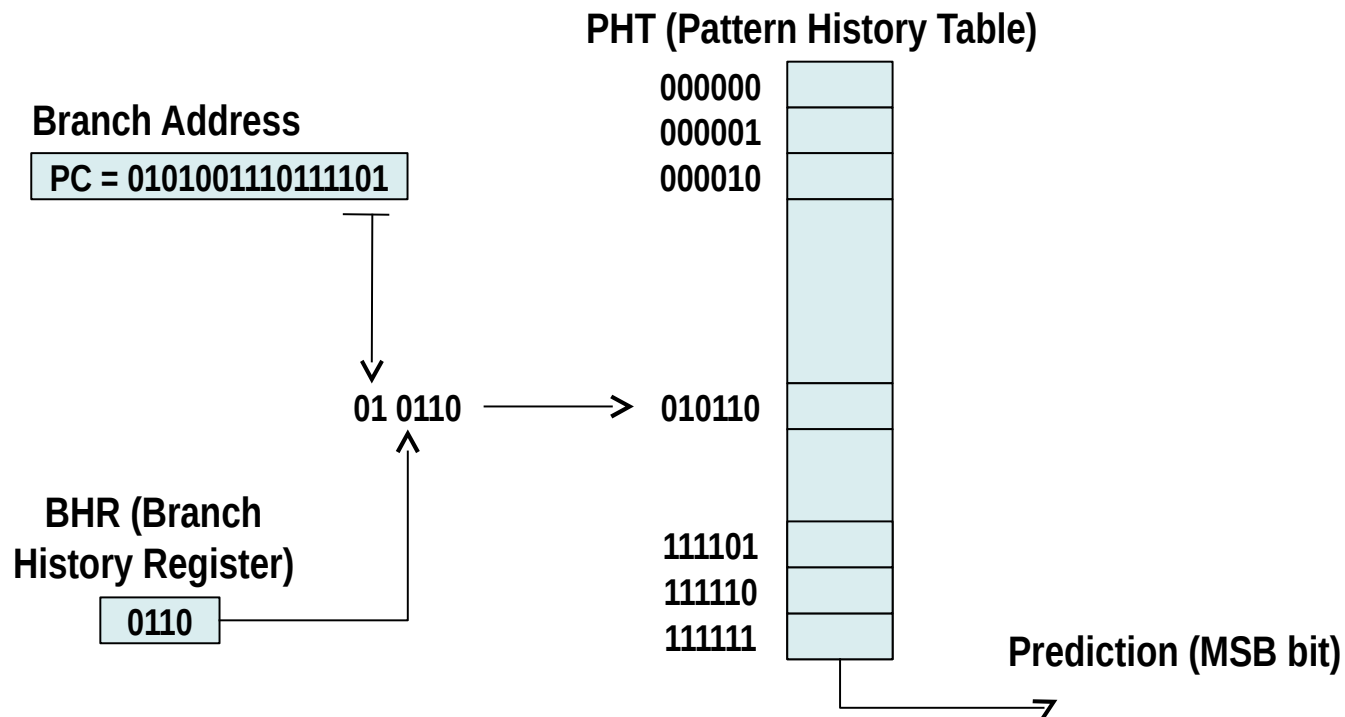 PHT (Pattern History Table)
000000
000001
000010
Branch Address
PC = 0101001110111101
01 0110
010110
BHR (Branch
History Register)
0110
111101
111110
111111
Prediction (MSB bit)